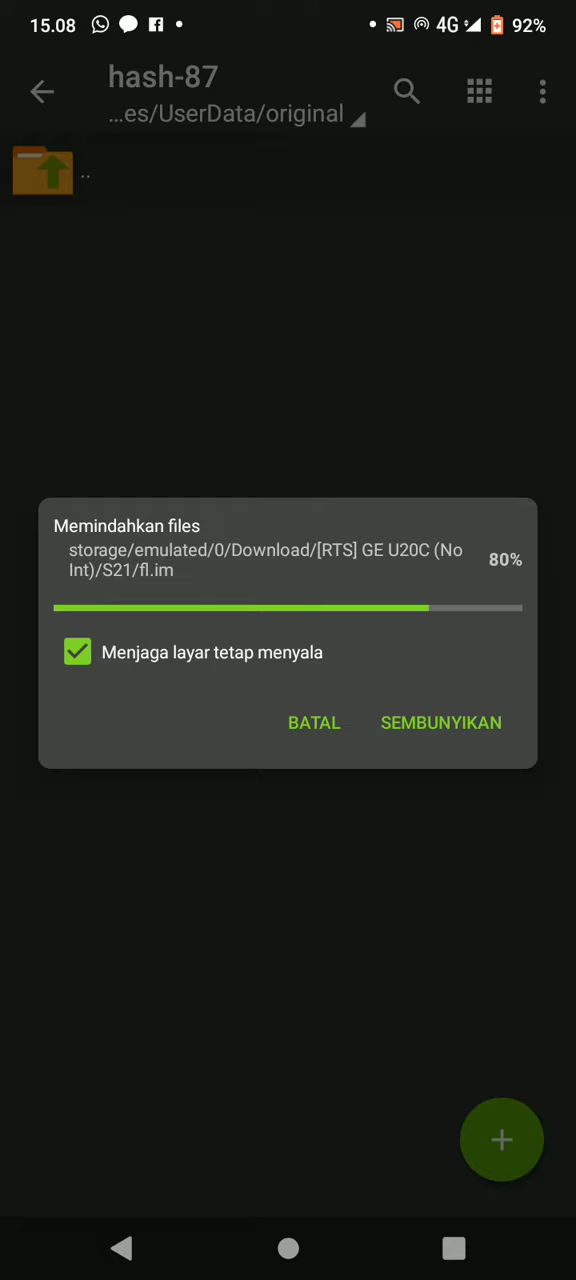 15.08 4G 92%
hash-87
...es/UserData/original
..
Memindahkan files
storage/emulated/0/Download/[RTS] GE U20C (No
Int)/S21/fl.im
80%
Menjaga layar tetap menyala
BATAL SEMBUNYIKAN